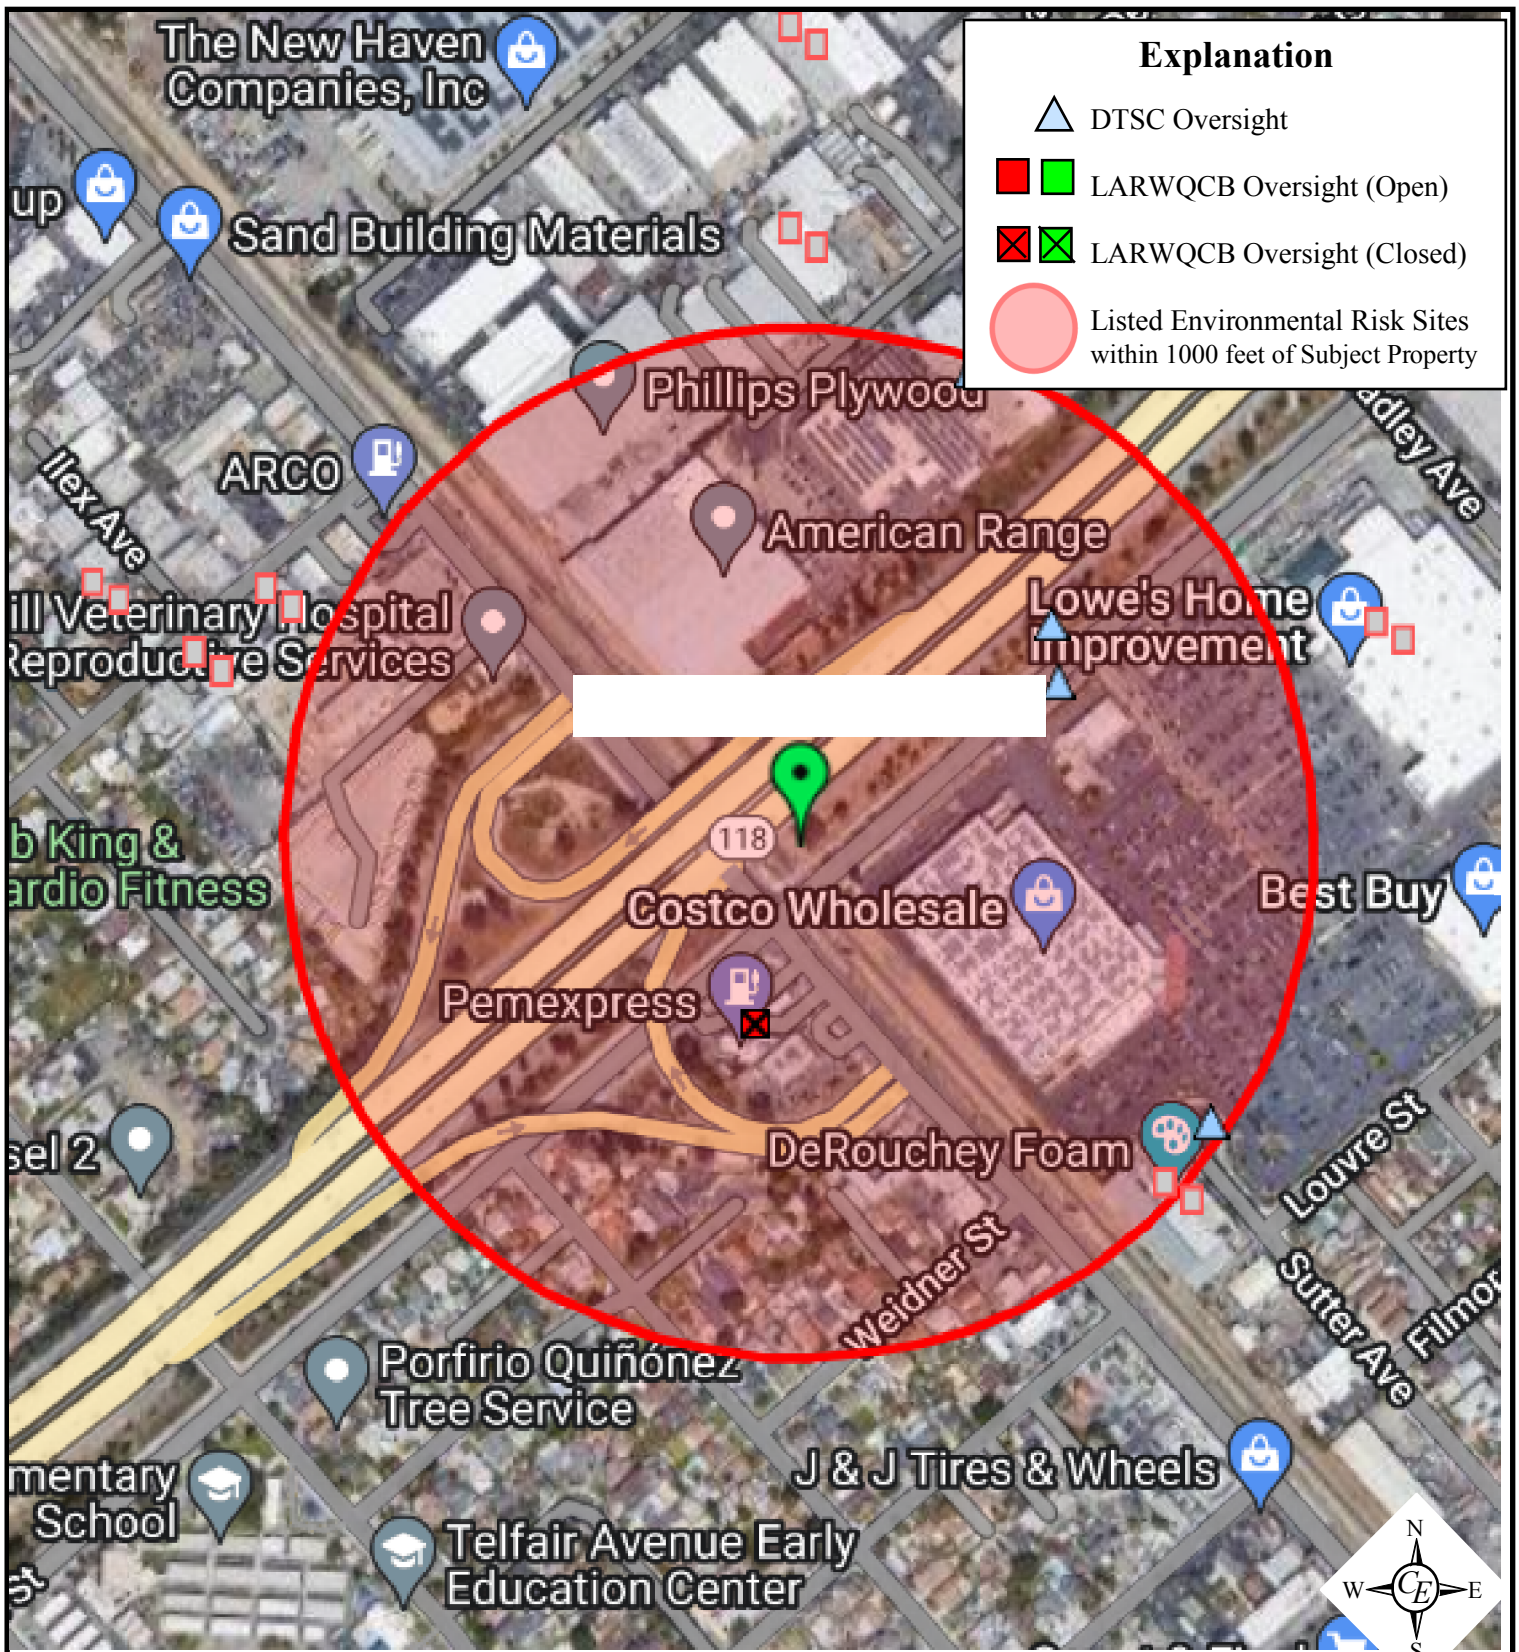 The New Haven
Companies, Inc
up
Sand Building Materials
Explanation
DTSC Oversight
LARWQCB Oversight (Open)
LARWQCB Oversight (Closed)
Listed Environmental Risk Sites
within 1000 feet of Subject Property
Phillips Plywood
adley Ave
ARCO
Ilex Ave
American Range
ill Veterinary Hospital
Reproductive Services
Lowe's Home
Improvement
118
b King &
ardio Fitness
Costco Wholesale
Best Buy
Pemexpress
sel 2
DeRouchey Foam
Louvre St
Weidner St
Sutter Ave
Filmor
Porfirio Quiñónez
Tree Service
mentary
School
J & J Tires & Wheels
Telfair Avenue Early
Education Center
St
N
W CE E
S